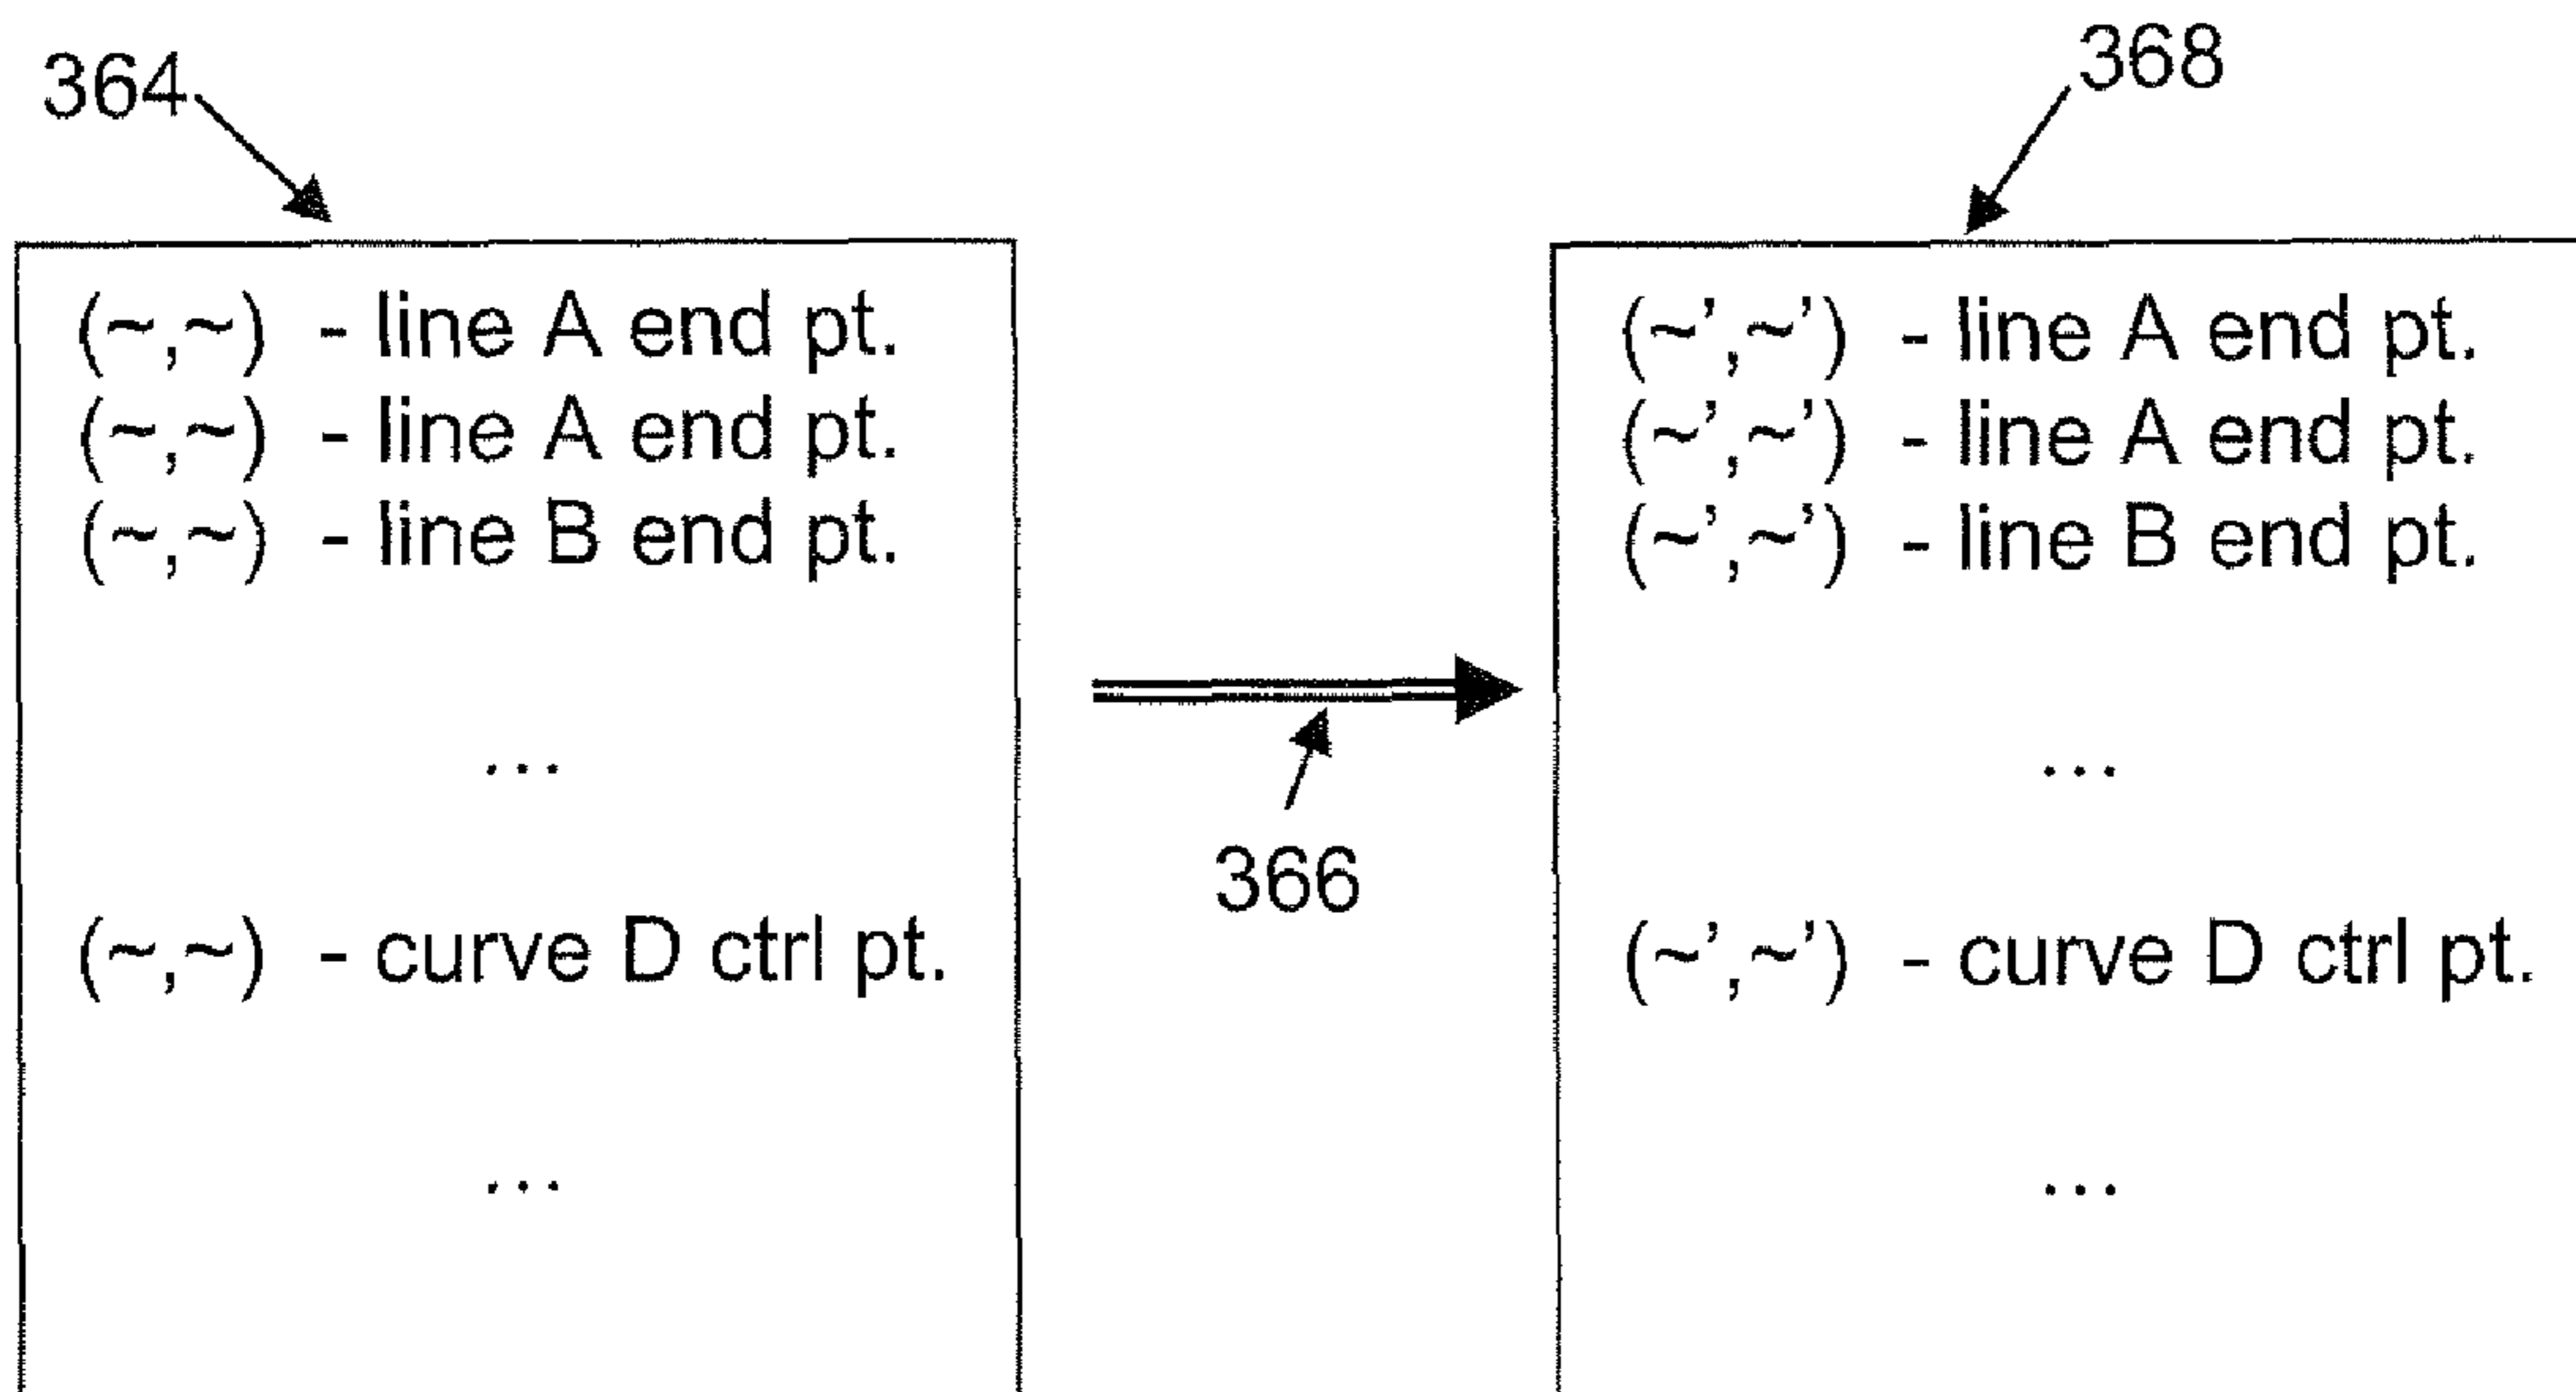 364
368
(~,~) - line A end pt.
(~,~) - line A end pt.
(~,~) - line B end pt.
...
(~,~) - curve D ctrl pt.
...
366
(~’,~’) - line A end pt.
(~’,~’) - line A end pt.
(~’,~’) - line B end pt.
...
(~’,~’) - curve D ctrl pt.
...